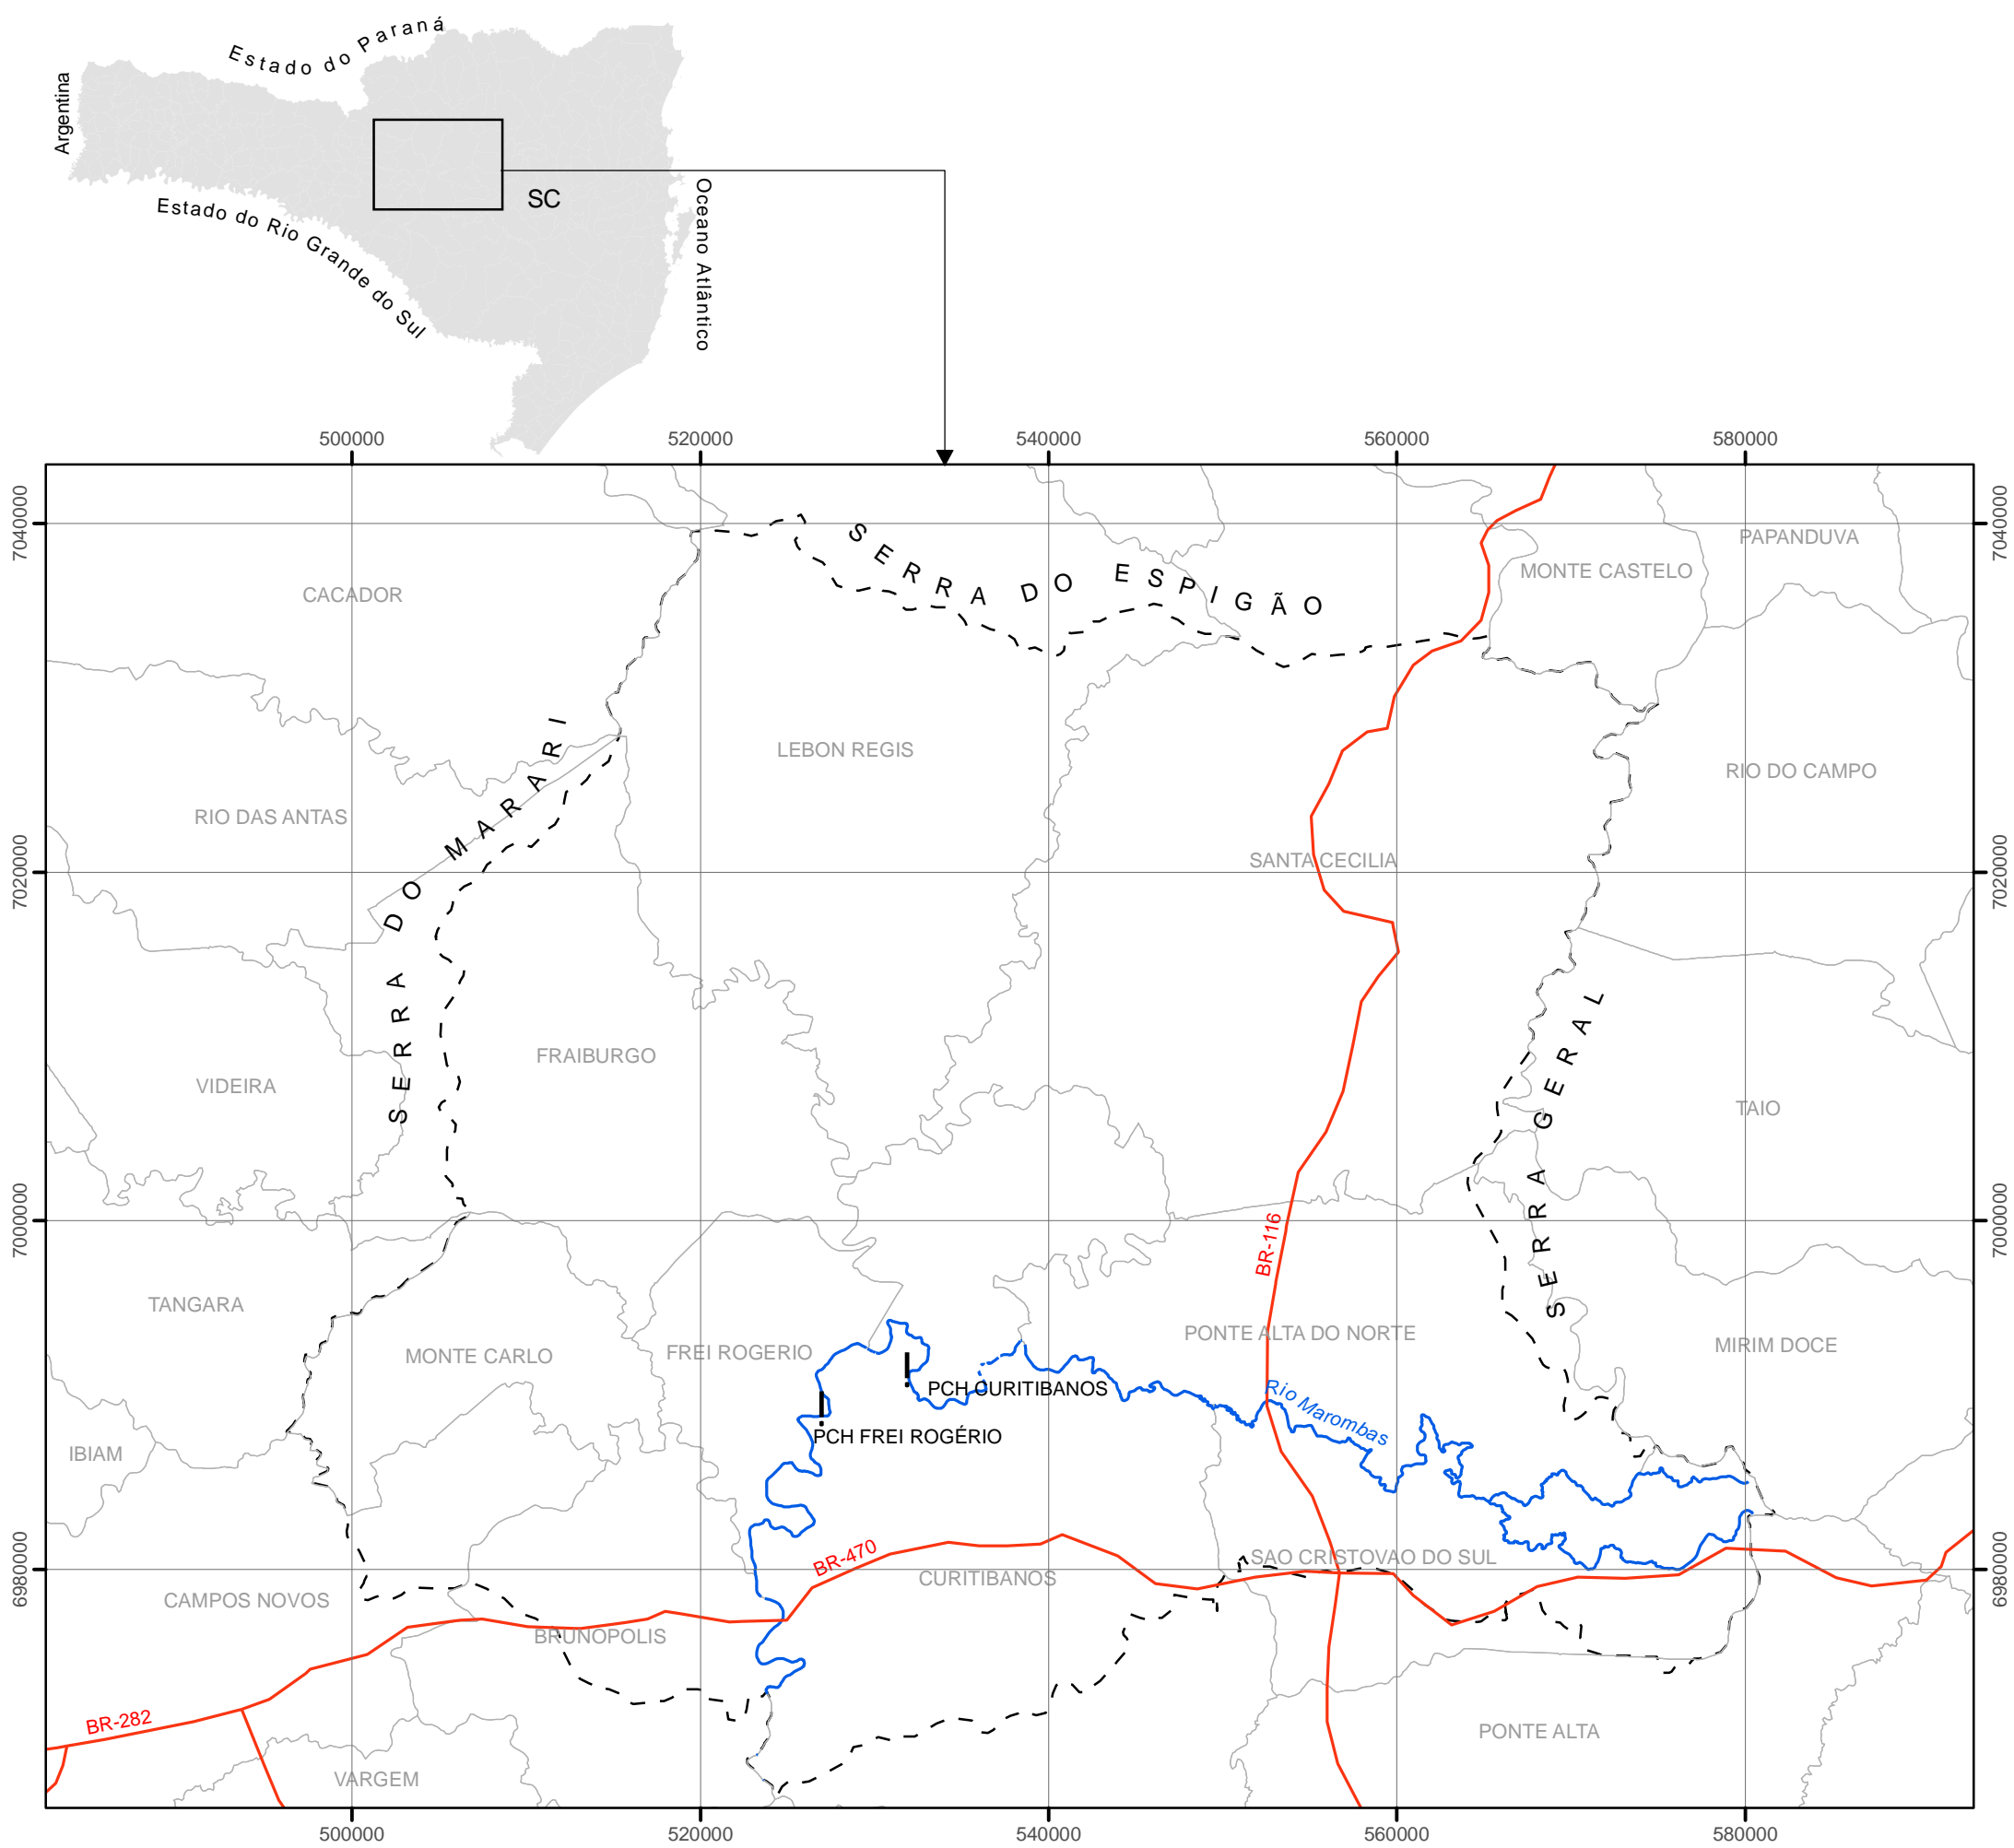 Estado do Paraná
Argentina
SC
Estado do Rio Grande do Sul
Oceano Atlântico
500000
520000
540000
560000
580000
7040000
7040000
SERRA DO ESPIGÃO
PAPANDUVA
MONTE CASTELO
CACADOR
LEBON REGIS
RIO DO CAMPO
SERRA DO MARARI
RIO DAS ANTAS
SANTA CECILIA
7020000
7020000
SERRA GERAL
FRAIBURGO
VIDEIRA
TAIO
7000000
7000000
BR-116
TANGARA
MONTE CARLO
FREI ROGERIO
PONTE ALTA DO NORTE
MIRIM DOCE
PCH CURITIBANOS
Rio Marombas
PCH FREI ROGÉRIO
IBIAM
BR-470
SAO CRISTOVAO DO SUL
6980000
6980000
CURITIBANOS
CAMPOS NOVOS
BRUNOPOLIS
BR-282
PONTE ALTA
VARGEM
500000
520000
540000
560000
580000